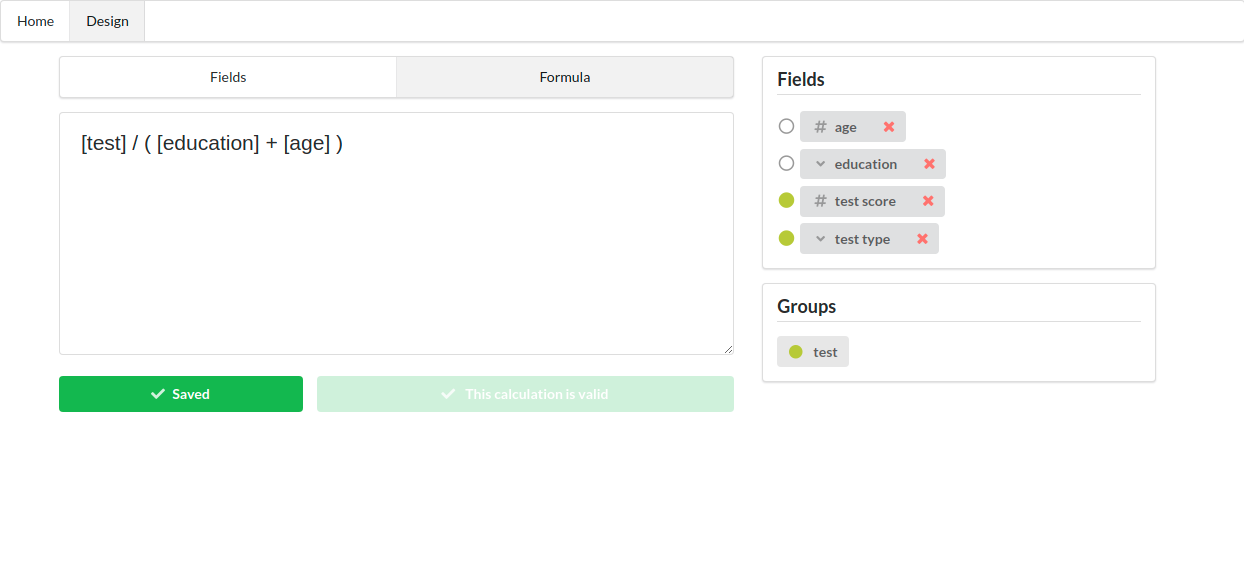 Home Design
Fields Formula
[test] / ( [education] + [age] )
Saved This calculation is valid
Fields
# age
education
# test score
test type
Groups
test